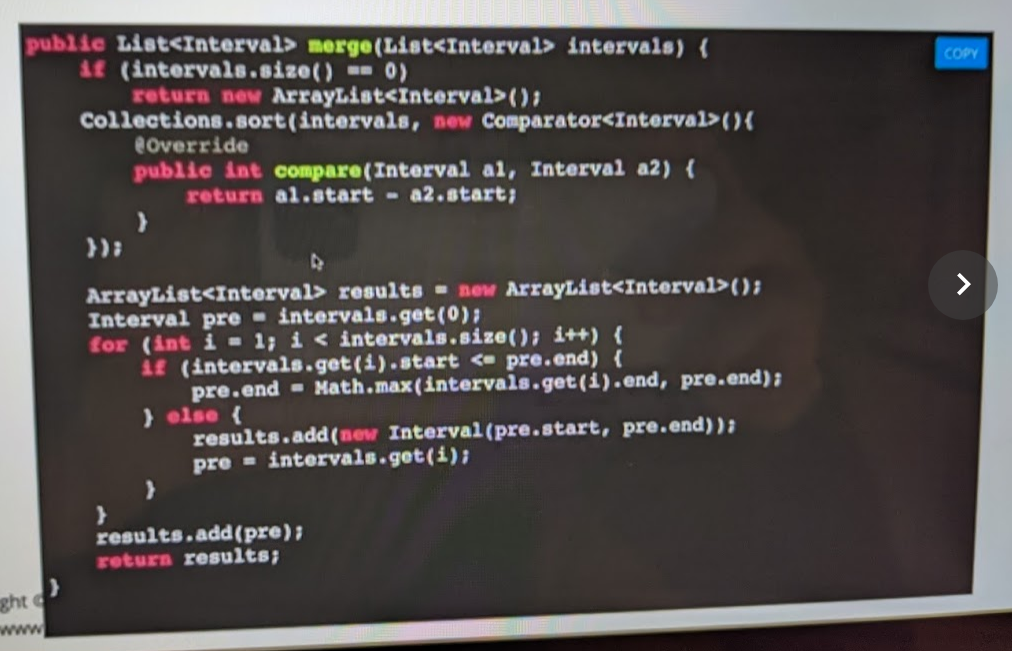 public List<Interval> merge(List<Interval> intervals) {
COPY
if (intervals.size() == 0)
return new ArrayList<Interval>();
Collections.sort(intervals, new Comparator<Interval>(){
@Override
public int compare(Interval a1, Interval a2) {
return a1.start - a2.start;
}
});
ArrayList<Interval> results = new ArrayList<Interval>();
Interval pre = intervals.get(0);
for (int i = 1; i < intervals.size(); i++) {
if (intervals.get(i).start <= pre.end) {
pre.end = Math.max(intervals.get(i).end, pre.end);
} else {
results.add(new Interval(pre.start, pre.end));
pre = intervals.get(i);
}
}
results.add(pre);
return results;
}
ght ©
www